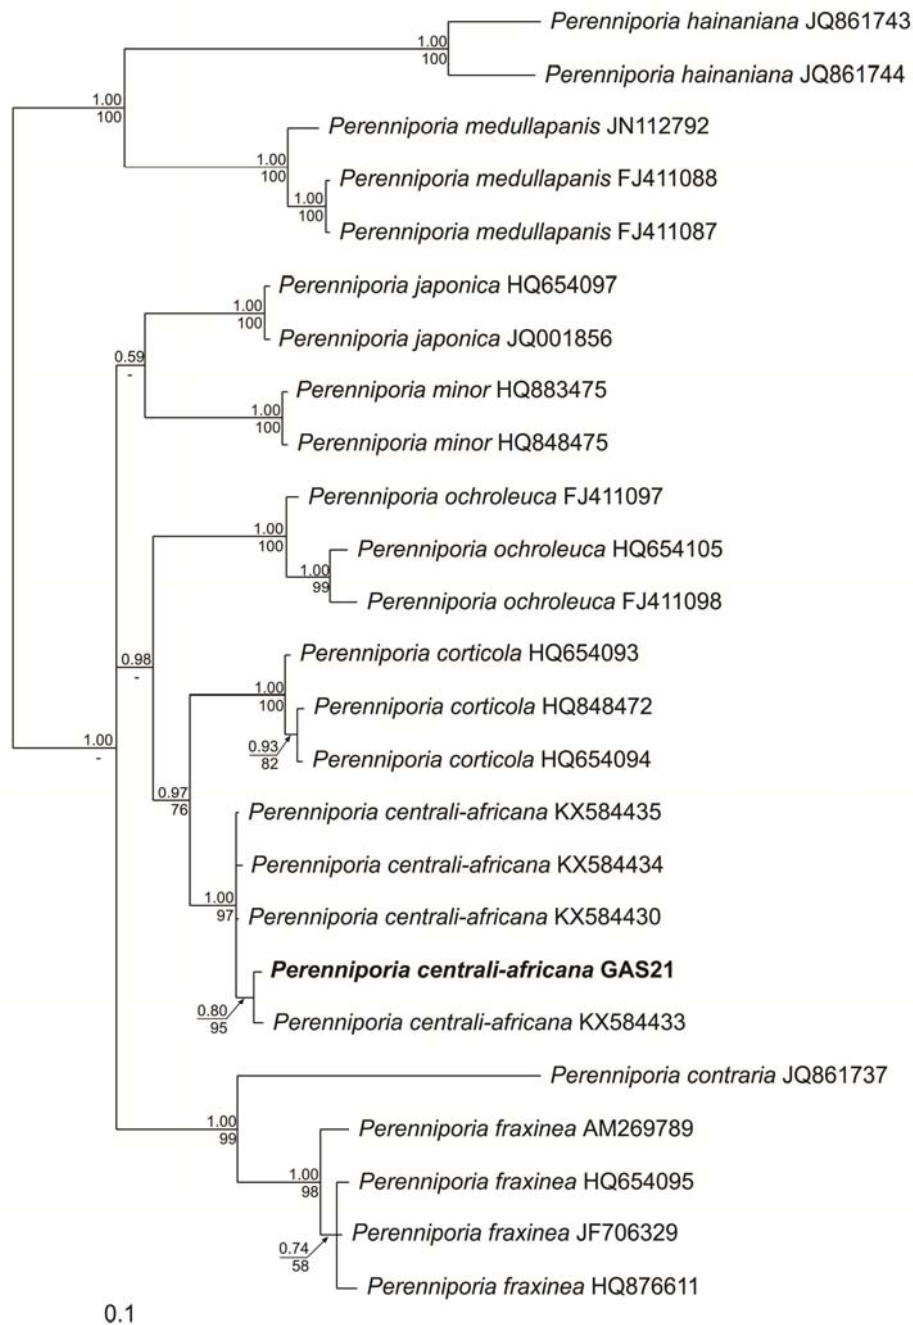 Perenniporia hainaniana JQ861743
1.00
100
Perenniporia hainaniana JQ861744
1.00
100
Perenniporia medullapanis JN112792
1.00
100
Perenniporia medullapanis FJ411088
1.00
100
Perenniporia medullapanis FJ411087
Perenniporia japonica HQ654097
1.00
100
Perenniporia japonica JQ001856
0.59
-
Perenniporia minor HQ883475
1.00
100
Perenniporia minor HQ848475
Perenniporia ochroleuca FJ411097
1.00
100
Perenniporia ochroleuca HQ654105
1.00
99
Perenniporia ochroleuca FJ411098
Perenniporia corticola HQ654093
0.98
-
1.00
100
Perenniporia corticola HQ848472
0.93
82
Perenniporia corticola HQ654094
1.00
-
0.97
76
Perenniporia centrali-africana KX584435
Perenniporia centrali-africana KX584434
1.00
97
Perenniporia centrali-africana KX584430
Perenniporia centrali-africana GAS21
0.80
95
Perenniporia centrali-africana KX584433
Perenniporia contraria JQ861737
1.00
99
Perenniporia fraxinea AM269789
1.00
98
Perenniporia fraxinea HQ654095
Perenniporia fraxinea JF706329
0.74
58
Perenniporia fraxinea HQ876611
0.1